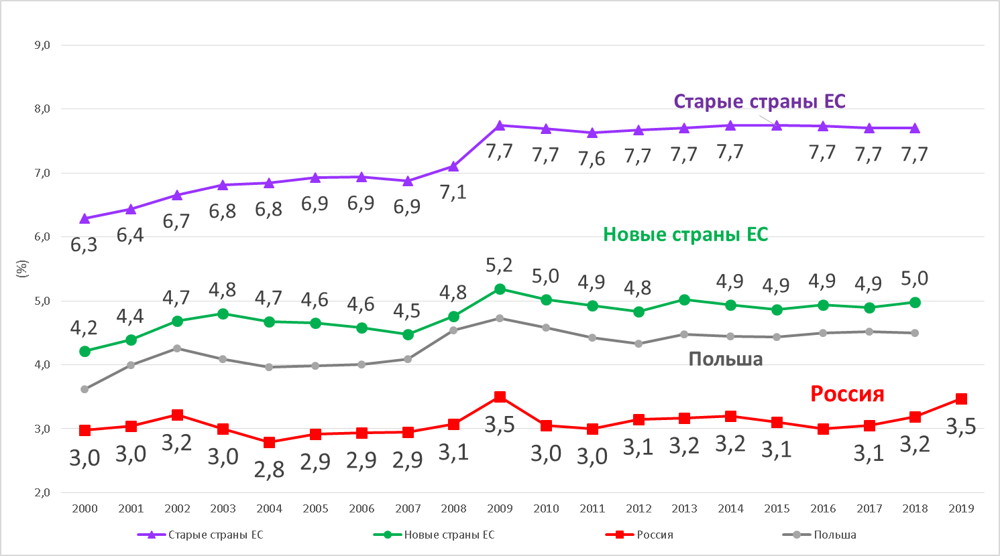 9,0
8,0
7,0
6,0
5,0
4,0
3,0
2,0
(%)
Старые страны ЕС
7,7 7,7 7,6 7,7 7,7 7,7 7,7 7,7 7,7
6,3 6,4 6,7 6,8 6,8 6,9 6,9 6,9 7,1
Новые страны ЕС
4,2 4,4 4,7 4,8 4,7 4,6 4,6 4,5 4,8 5,2 5,0 4,9 4,8 4,9 4,9 4,9 4,9 5,0
Польша
Россия
3,0 3,0 3,2 3,0 2,8 2,9 2,9 2,9 3,1 3,5 3,0 3,0 3,1 3,2 3,2 3,1 3,1 3,2 3,5
2000 2001 2002 2003 2004 2005 2006 2007 2008 2009 2010 2011 2012 2013 2014 2015 2016 2017 2018 2019
Старые страны ЕС Новые страны ЕС Россия Польша